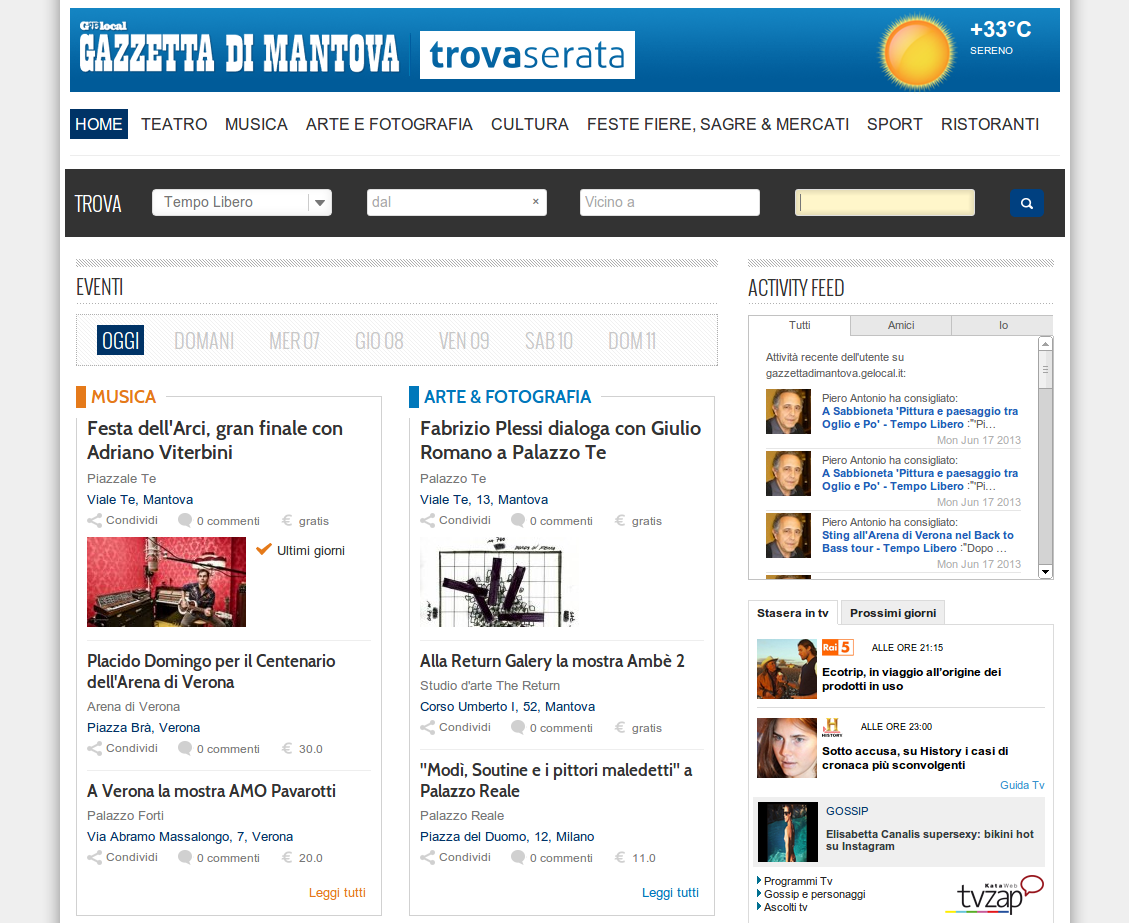 GELocal
GAZZETTA DI MANTOVA
trovaserata
+33°C
SERENO
HOME TEATRO MUSICA ARTE E FOTOGRAFIA CULTURA FESTE FIERE, SAGRE & MERCATI SPORT RISTORANTI
TROVA Tempo Libero dal × Vicino a
EVENTI
OGGI DOMANI MER 07 GIO 08 VEN 09 SAB 10 DOM 11
MUSICA
Festa dell'Arci, gran finale con
Adriano Viterbini
Piazzale Te
Viale Te, Mantova
Condividi 0 commenti € gratis
Ultimi giorni
Placido Domingo per il Centenario
dell'Arena di Verona
Arena di Verona
Piazza Brà, Verona
Condividi 0 commenti € 30.0
A Verona la mostra AMO Pavarotti
Palazzo Forti
Via Abramo Massalongo, 7, Verona
Condividi 0 commenti € 20.0
Leggi tutti
ARTE & FOTOGRAFIA
Fabrizio Plessi dialoga con Giulio
Romano a Palazzo Te
Palazzo Te
Viale Te, 13, Mantova
Condividi 0 commenti € gratis
Alla Return Galery la mostra Ambè 2
Studio d'arte The Return
Corso Umberto I, 52, Mantova
Condividi 0 commenti € gratis
"Modì, Soutine e i pittori maledetti" a
Palazzo Reale
Palazzo Reale
Piazza del Duomo, 12, Milano
Condividi 0 commenti € 11.0
Leggi tutti
ACTIVITY FEED
Tutti Amici Io
Attività recente dell'utente su
gazzettadimantova.gelocal.it:
Piero Antonio ha consigliato:
A Sabbioneta 'Pittura e paesaggio tra
Oglio e Po' - Tempo Libero :"'Pi…
Mon Jun 17 2013
Piero Antonio ha consigliato:
A Sabbioneta 'Pittura e paesaggio tra
Oglio e Po' - Tempo Libero :"'Pi…
Mon Jun 17 2013
Piero Antonio ha consigliato:
Sting all'Arena di Verona nel Back to
Bass tour - Tempo Libero :"Dopo …
Mon Jun 17 2013
Stasera in tv Prossimi giorni
Rai 5 ALLE ORE 21:15
Ecotrip, in viaggio all'origine dei
prodotti in uso
H HISTORY ALLE ORE 23:00
Sotto accusa, su History i casi di
cronaca più sconvolgenti
Guida Tv
GOSSIP
Elisabetta Canalis supersexy: bikini hot
su Instagram
Programmi Tv
Gossip e personaggi
Ascolti tv
KataWeb
tvzap